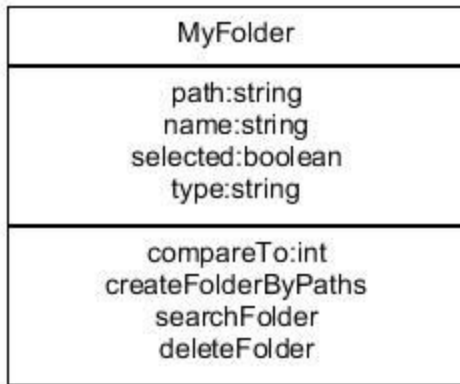 MyFolder
path:string
name:string
selected:boolean
type:string
compareTo:int
createFolderByPaths
searchFolder
deleteFolder